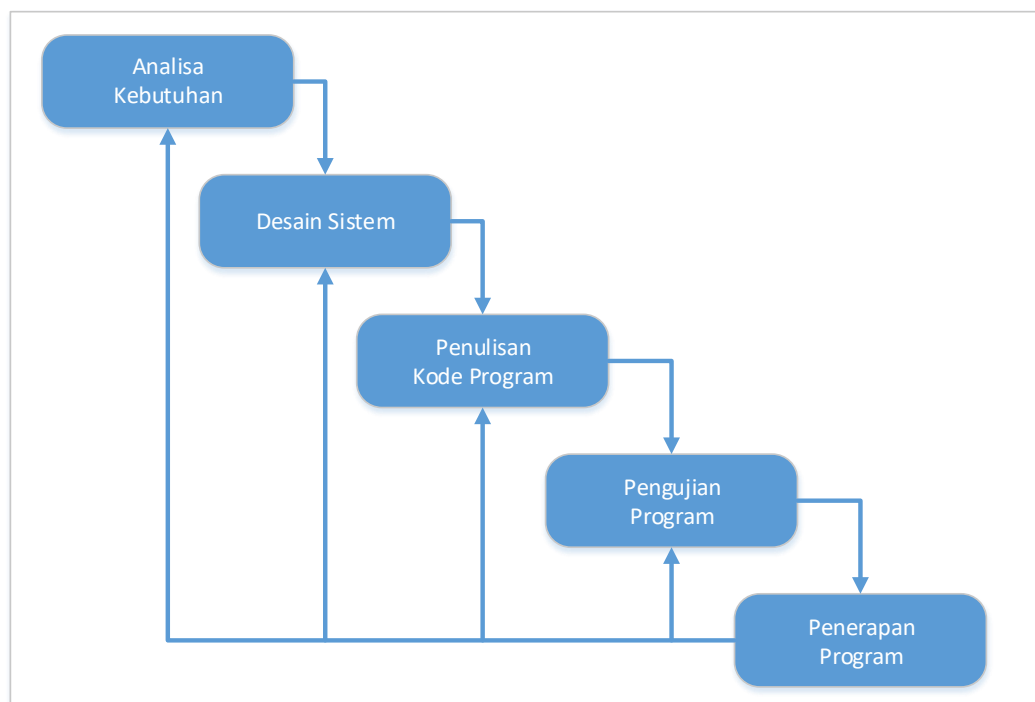 Analisa
Kebutuhan
Desain Sistem
Penulisan
Kode Program
Pengujian
Program
Penerapan
Program